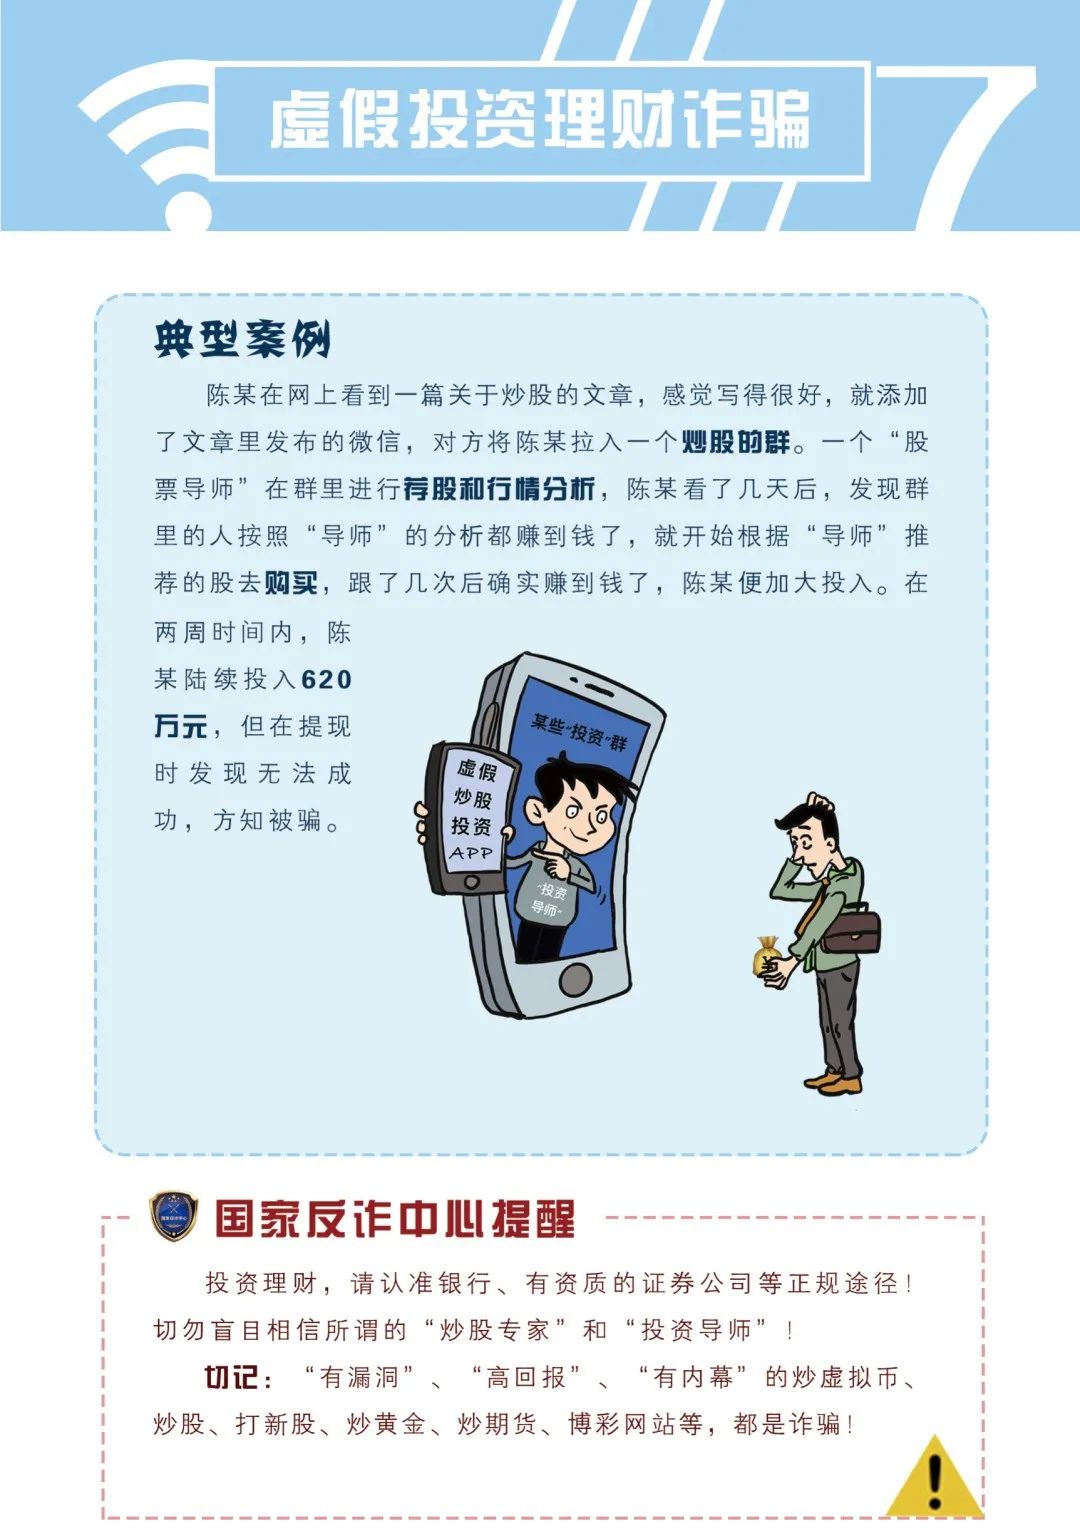 虚假投资理财诈骗
7
典型案例
陈某在网上看到一篇关于炒股的文章，感觉写得很好，就添加
了文章里发布的微信，对方将陈某拉入一个炒股的群。一个“股
票导师”在群里进行荐股和行情分析，陈某看了几天后，发现群
里的人按照“导师”的分析都赚到钱了，就开始根据“导师”推
荐的股去购买，跟了几次后确实赚到钱了，陈某便加大投入。在
两周时间内，陈
某陆续投入620
万元，但在提现
时发现无法成
功，方知被骗。
某些“投资”群
虚假
炒股
投资
APP
“投资
导师”
国家反诈中心
国家反诈中心提醒
投资理财，请认准银行、有资质的证券公司等正规途径！
切勿盲目相信所谓的“炒股专家”和“投资导师”！
切记：“有漏洞”、“高回报”、“有内幕”的炒虚拟币、
炒股、打新股、炒黄金、炒期货、博彩网站等，都是诈骗！